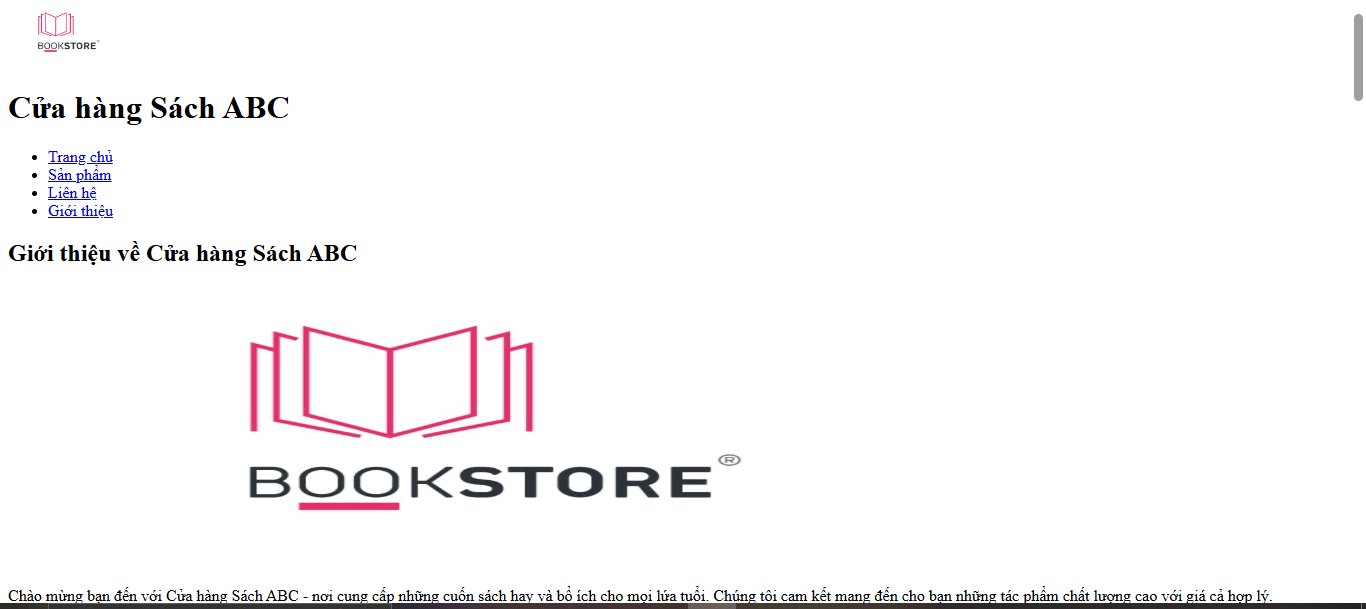 BOOKSTORE
Cửa hàng Sách ABC
Trang chủ
Sản phẩm
Liên hệ
Giới thiệu
Giới thiệu về Cửa hàng Sách ABC
BOOKSTORE®
Chào mừng bạn đến với Cửa hàng Sách ABC - nơi cung cấp những cuốn sách hay và bổ ích cho mọi lứa tuổi. Chúng tôi cam kết mang đến cho bạn những tác phẩm chất lượng cao với giá cả hợp lý.